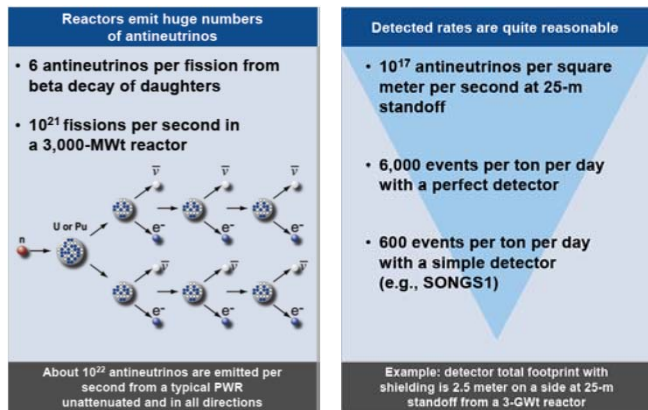 Reactors emit huge numbers
of antineutrinos
• 6 antineutrinos per fission from
beta decay of daughters
• 10²¹ fissions per second in
a 3,000-MWt reactor
ν̅ ν̅ ν̅
U or Pu
n
e⁻ e⁻ e⁻
ν̅ ν̅ ν̅
e⁻ e⁻ e⁻
About 10²² antineutrinos are emitted per
second from a typical PWR
unattenuated and in all directions
Detected rates are quite reasonable
• 10¹⁷ antineutrinos per square
meter per second at 25-m
standoff
• 6,000 events per ton per day
with a perfect detector
• 600 events per ton per day
with a simple detector
(e.g., SONGS1)
Example: detector total footprint with
shielding is 2.5 meter on a side at 25-m
standoff from a 3-GWt reactor